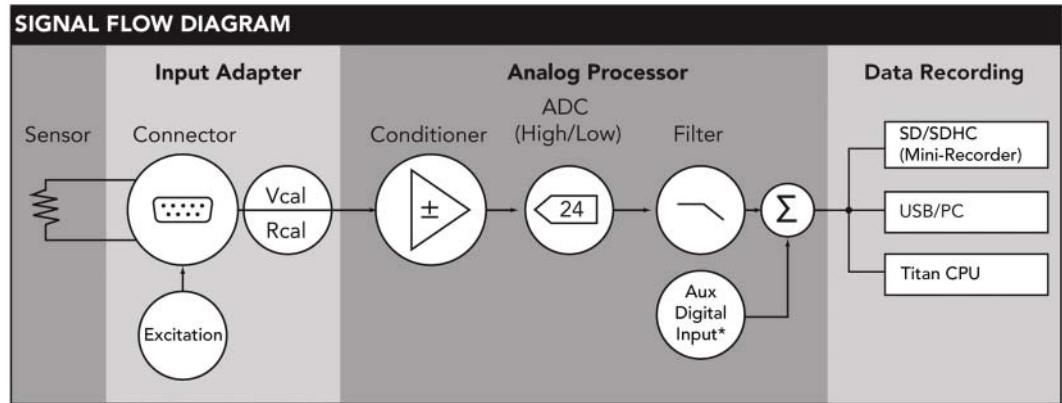 SIGNAL FLOW DIAGRAM
Input Adapter
Analog Processor
Data Recording
Sensor
Connector
Conditioner
ADC
(High/Low)
Filter
Vcal
Rcal
±
24
Σ
SD/SDHC
(Mini-Recorder)
USB/PC
Titan CPU
Excitation
Aux
Digital
Input*